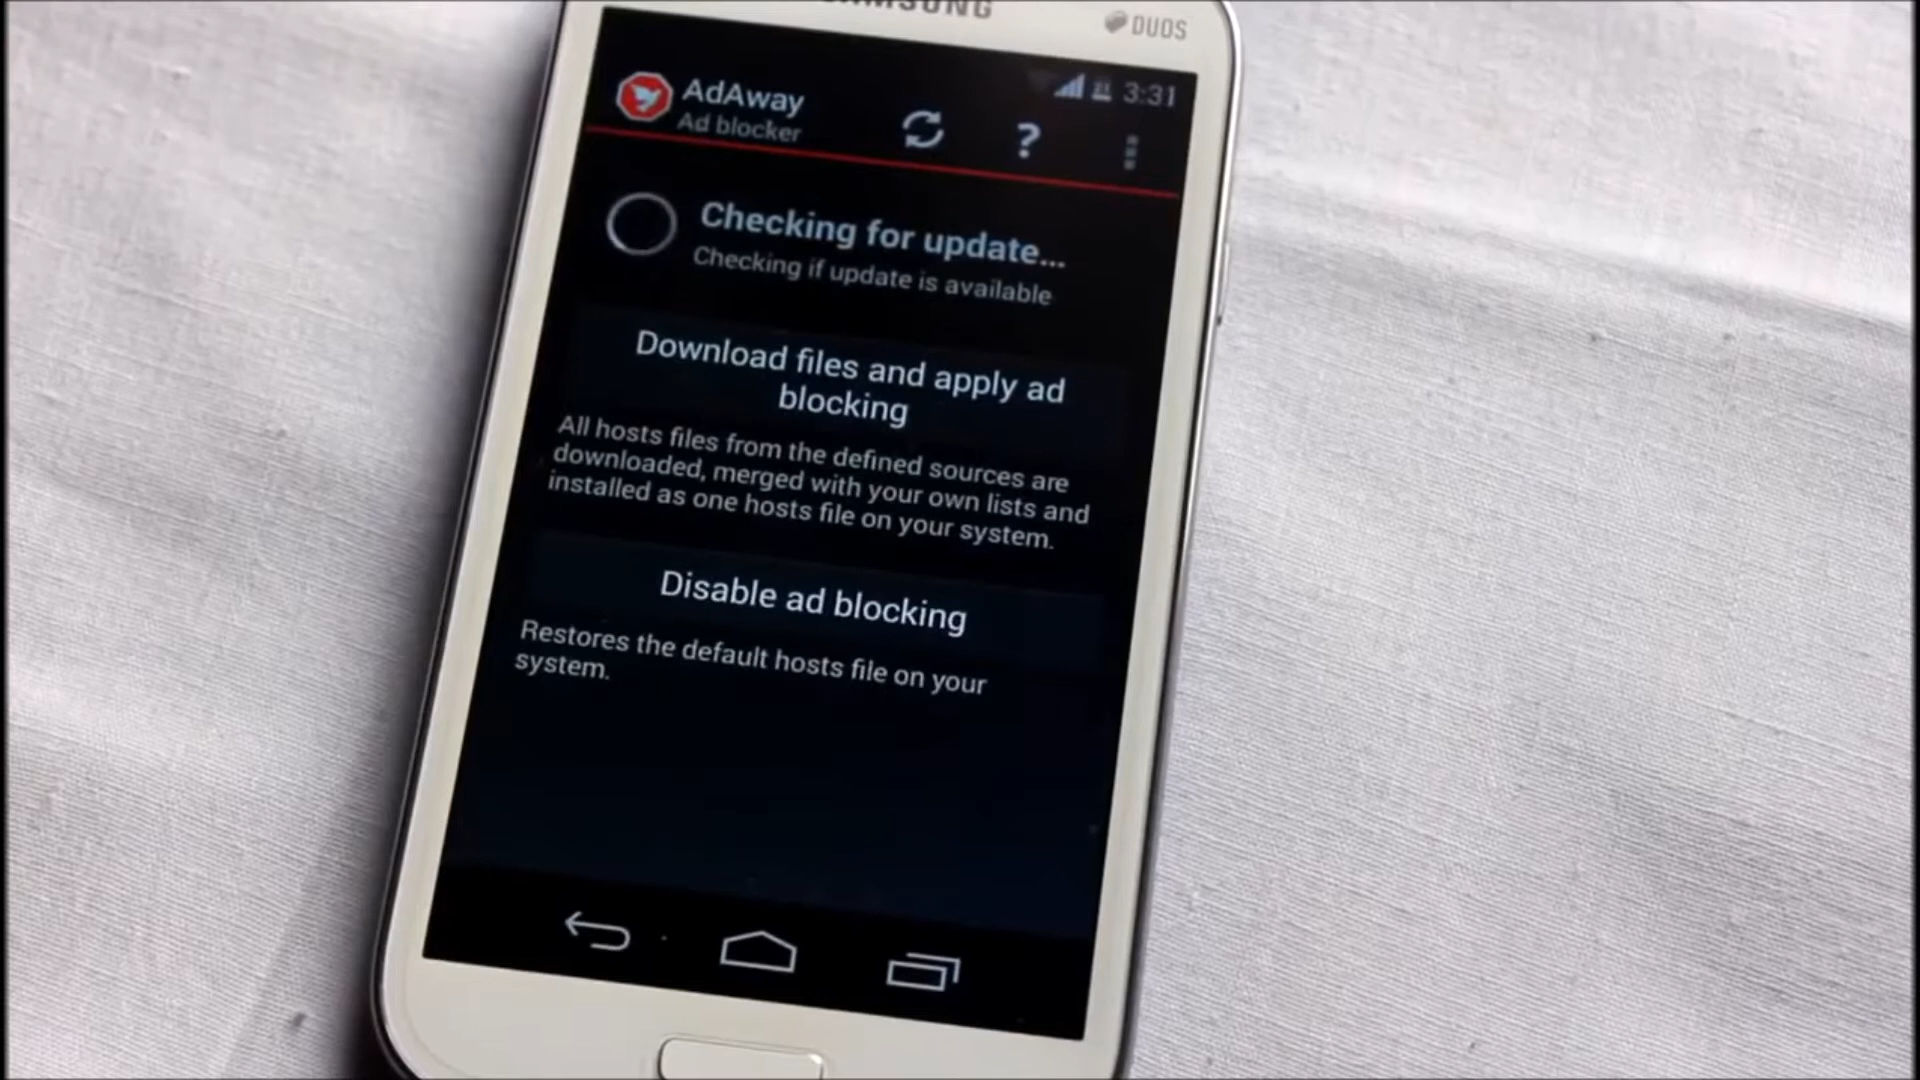 SAMSUNG
DUOS
3:31
AdAway
Ad blocker
?
Checking for update...
Checking if update is available
Download files and apply ad
blocking
All hosts files from the defined sources are
downloaded, merged with your own lists and
installed as one hosts file on your system.
Disable ad blocking
Restores the default hosts file on your
system.